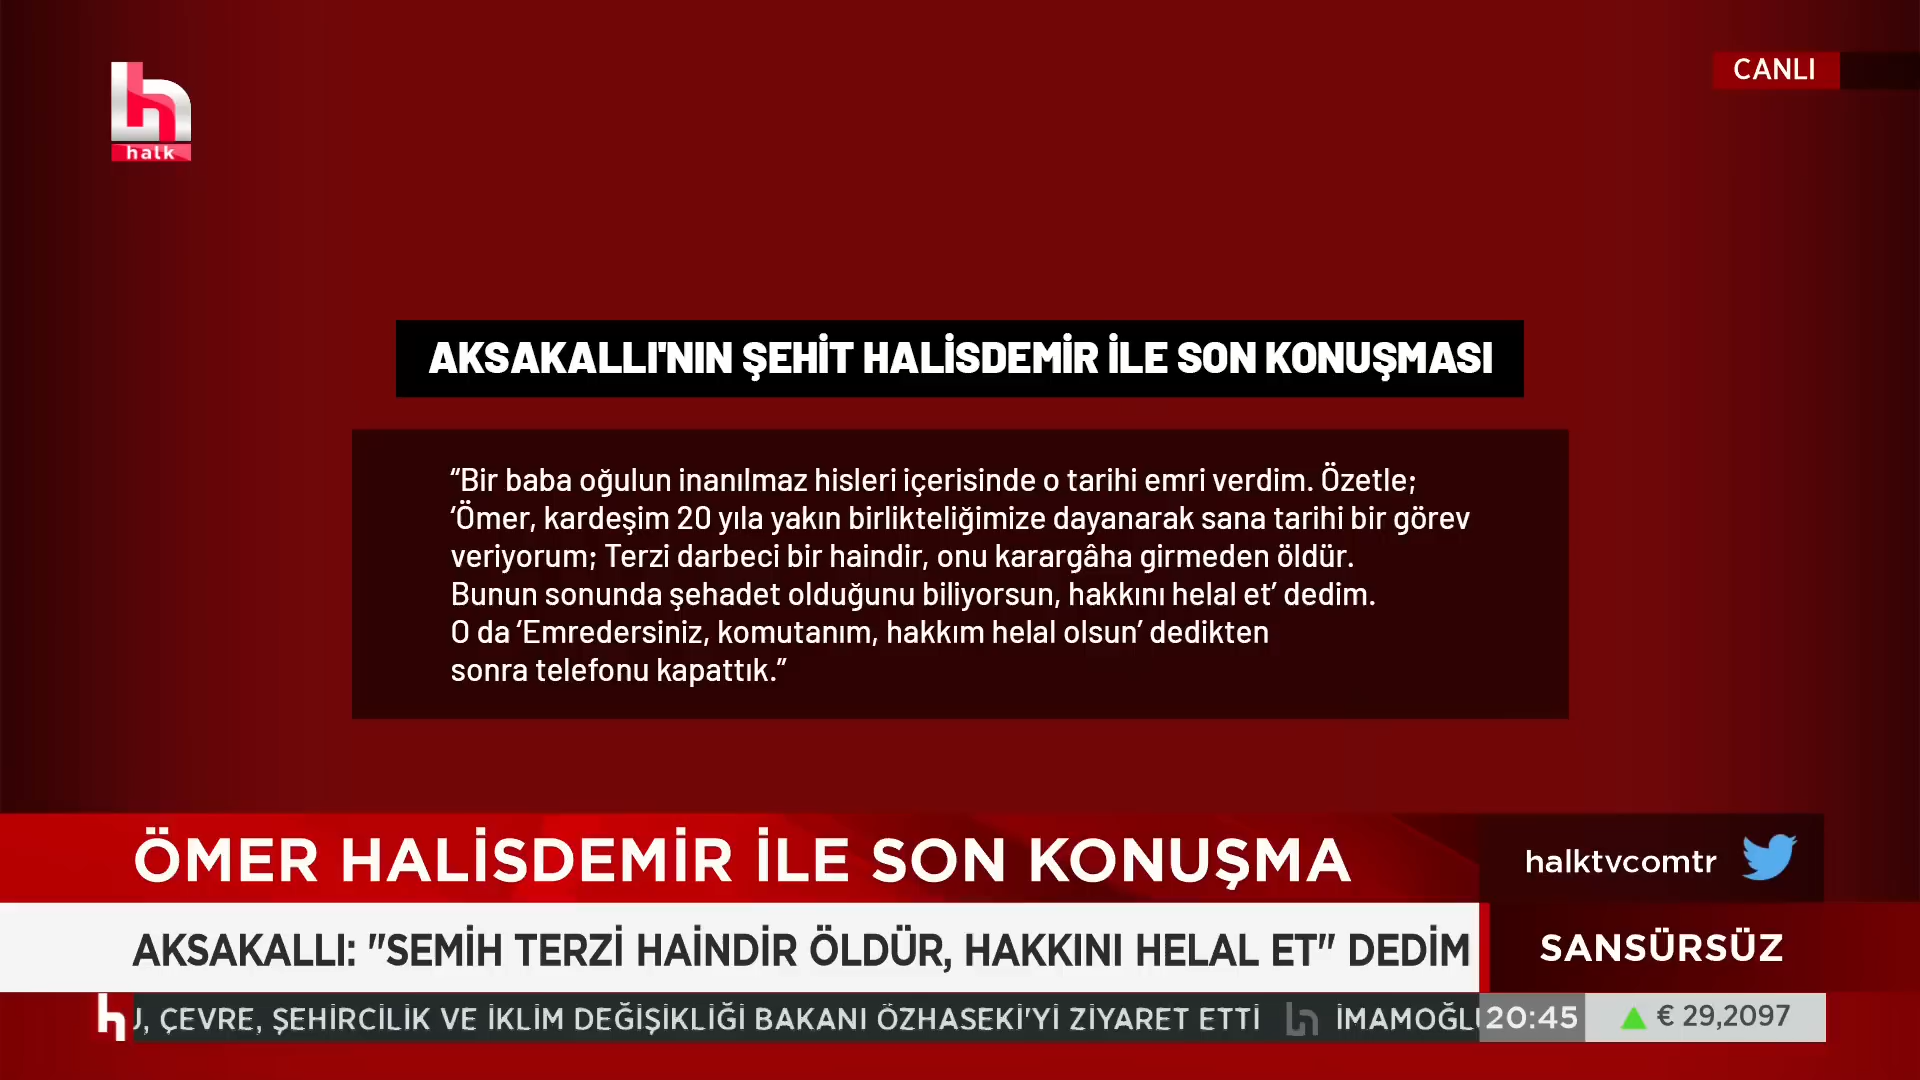 halk
CANLI
AKSAKALLI'NIN ŞEHİT HALİSDEMİR İLE SON KONUŞMASI
“Bir baba oğulun inanılmaz hisleri içerisinde o tarihi emri verdim. Özetle;
‘Ömer, kardeşim 20 yıla yakın birlikteliğimize dayanarak sana tarihi bir görev
veriyorum; Terzi darbeci bir haindir, onu karargâha girmeden öldür.
Bunun sonunda şehadet olduğunu biliyorsun, hakkını helal et’ dedim.
O da ‘Emredersiniz, komutanım, hakkım helal olsun’ dedikten
sonra telefonu kapattık.”
ÖMER HALİSDEMİR İLE SON KONUŞMA
halktvcomtr
AKSAKALLI: "SEMİH TERZİ HAİNDİR ÖLDÜR, HAKKINI HELAL ET" DEDİM
SANSÜRSÜZ
, ÇEVRE, ŞEHİRCİLİK VE İKLİM DEĞİŞİKLİĞİ BAKANI ÖZHASEKİ'Yİ ZİYARET ETTİ İMAMOĞLU
20:45
€ 29,2097